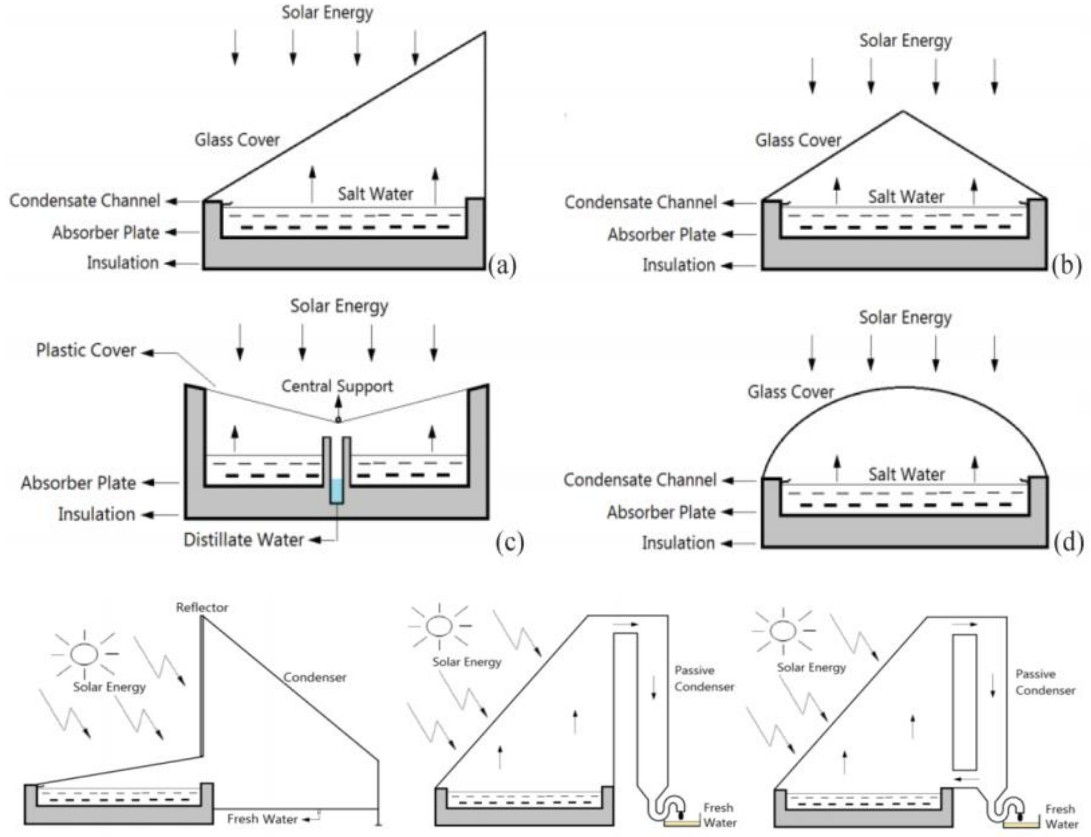 Solar Energy
Glass Cover
Salt Water
Condensate Channel
Absorber Plate
Insulation
(a)
Solar Energy
Glass Cover
Salt Water
Condensate Channel
Absorber Plate
Insulation
(b)
Solar Energy
Plastic Cover
Central Support
Absorber Plate
Insulation
Distillate Water
(c)
Solar Energy
Glass Cover
Salt Water
Condensate Channel
Absorber Plate
Insulation
(d)
Reflector
Solar Energy
Condenser
Fresh Water
Solar Energy
Passive
Condenser
Fresh
Water
Solar Energy
Passive
Condenser
Fresh
Water